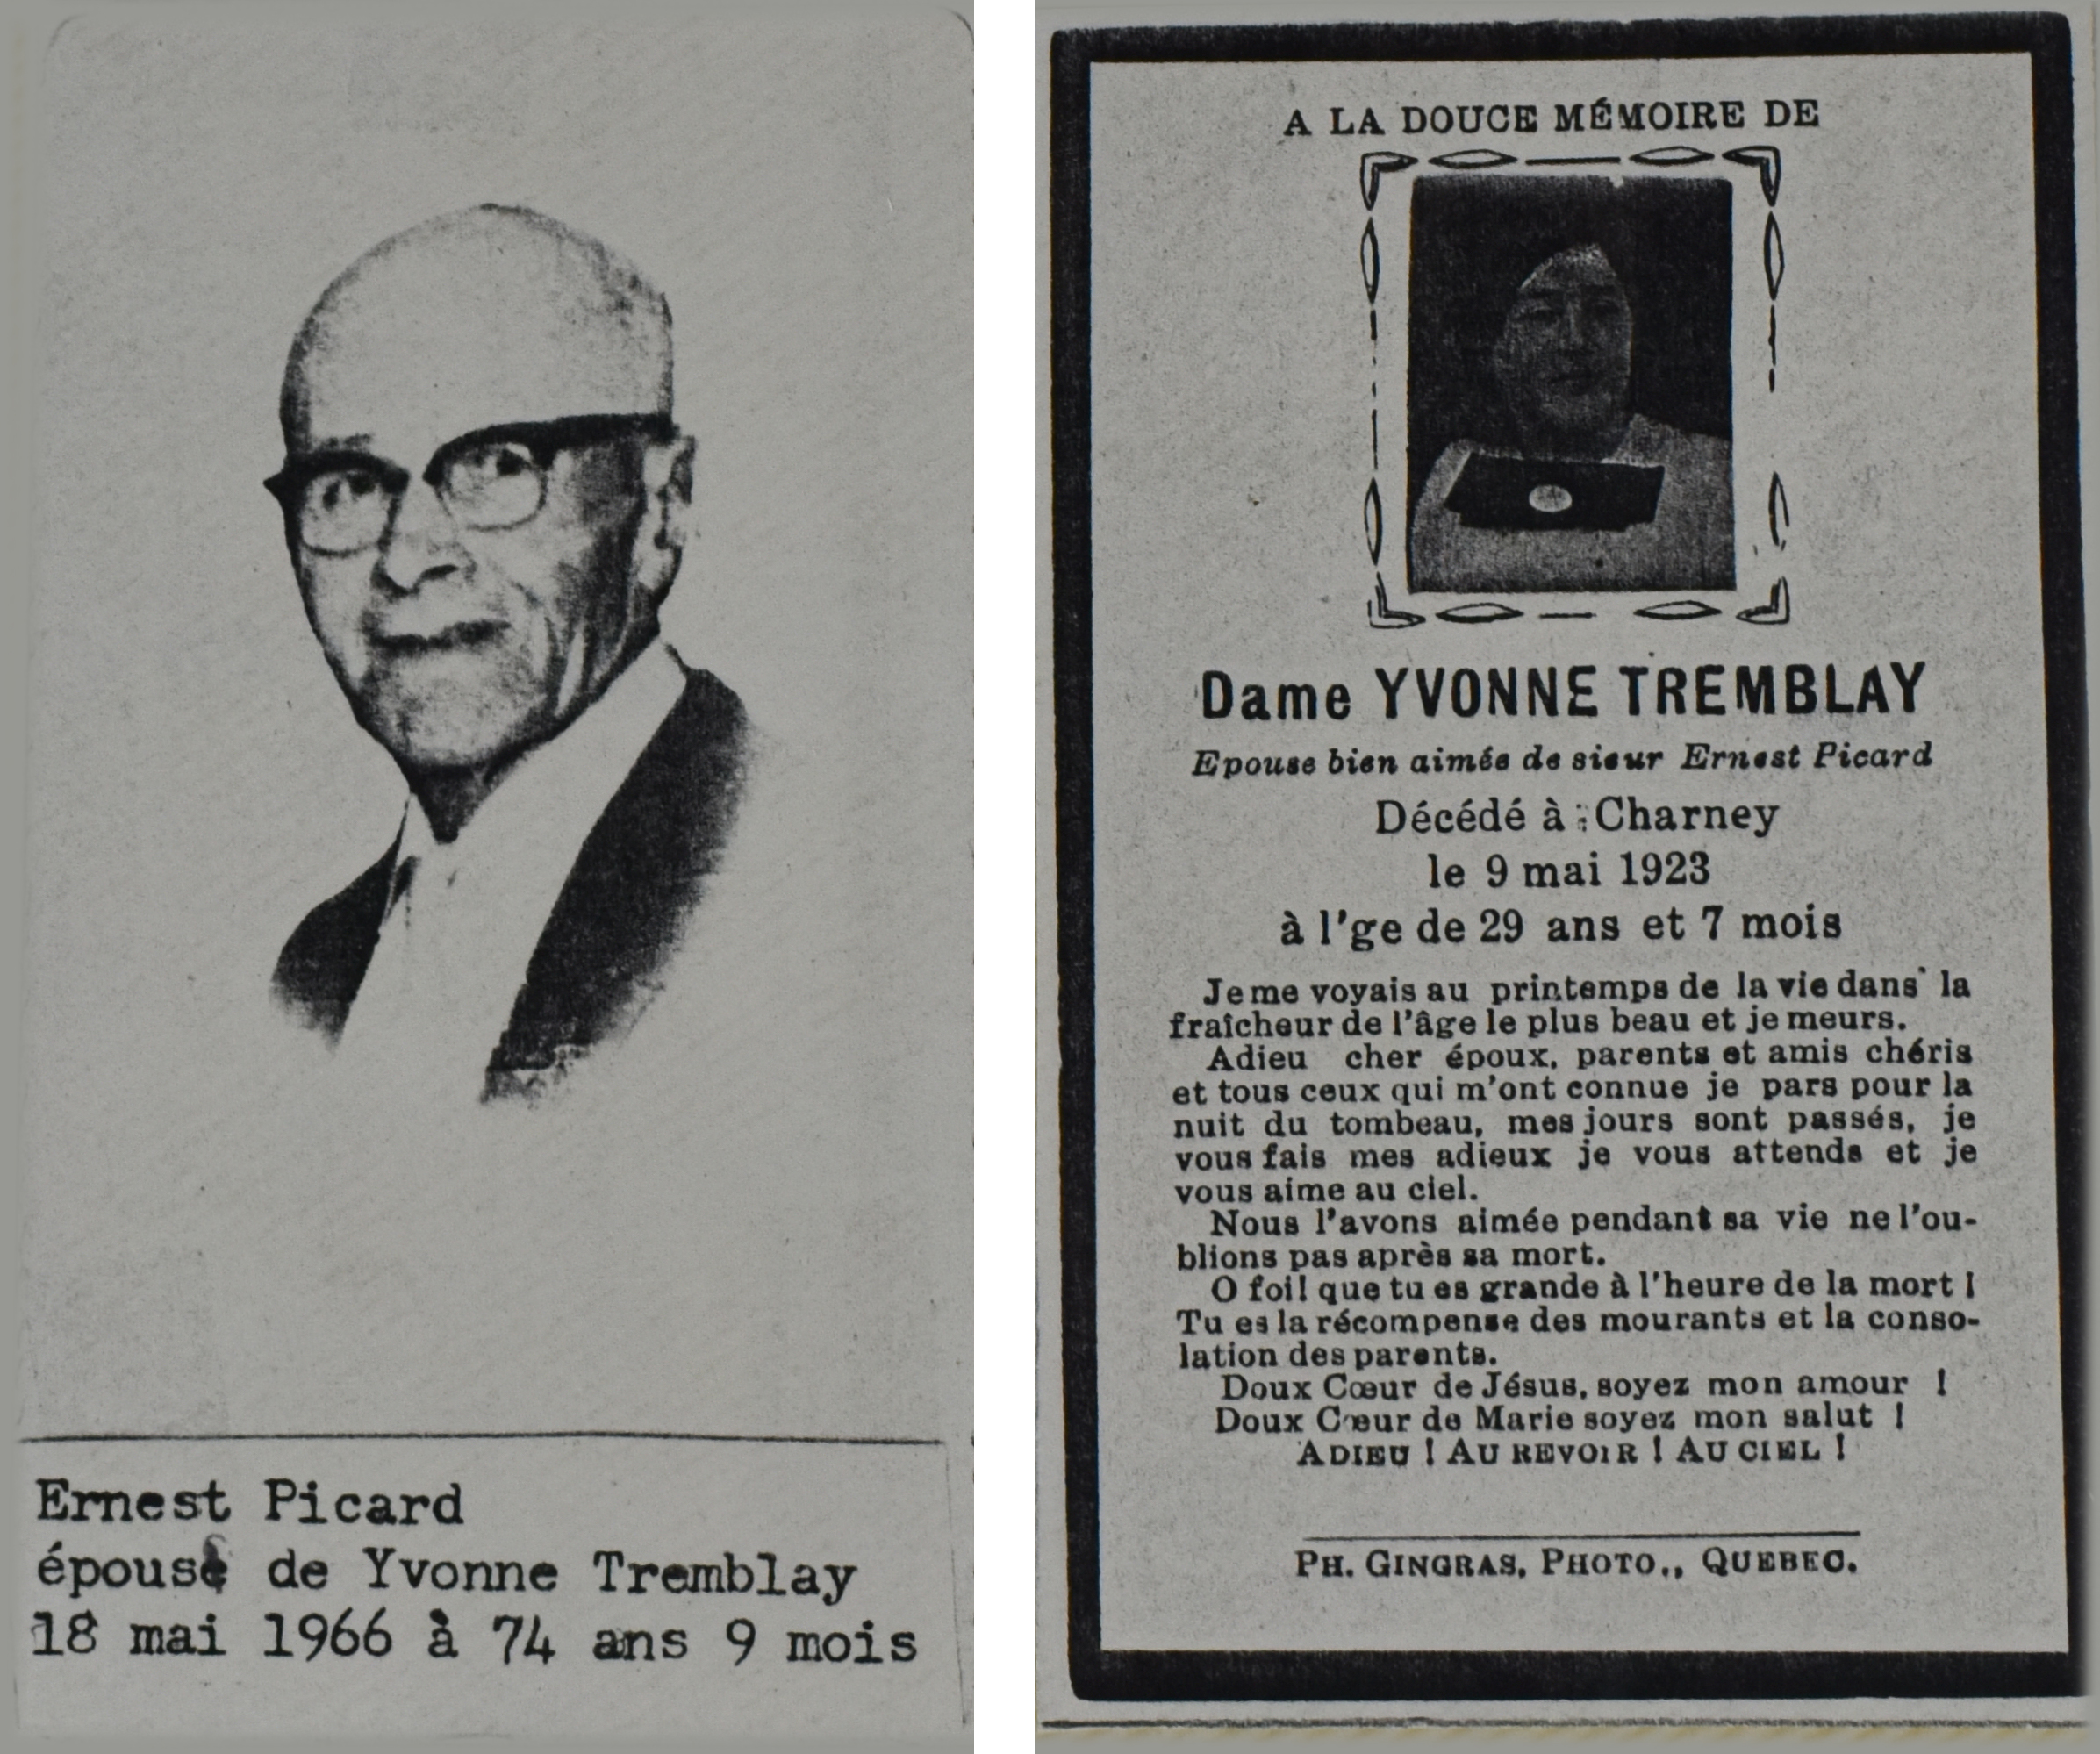 Ernest Picard
épouse de Yvonne Tremblay
18 mai 1966 à 74 ans 9 mois
A LA DOUCE MÉMOIRE DE
Dame YVONNE TREMBLAY
Epouse bien aimée de sieur Ernest Picard
Décédé à : Charney
le 9 mai 1923
à l'ge de 29 ans et 7 mois
Je me voyais au printemps de la vie dans la
fraîcheur de l'âge le plus beau et je meurs.
Adieu cher époux, parents et amis chéris
et tous ceux qui m'ont connue je pars pour la
nuit du tombeau, mes jours sont passés, je
vous fais mes adieux je vous attends et je
vous aime au ciel.
Nous l'avons aimée pendant sa vie ne l'ou-
blions pas après sa mort.
O foi! que tu es grande à l'heure de la mort !
Tu es la récompense des mourants et la conso-
lation des parents.
Doux Cœur de Jésus, soyez mon amour !
Doux Cœur de Marie soyez mon salut !
ADIEU ! AU REVOIR ! AU CIEL !
PH. GINGRAS, PHOTO., QUEBEC.